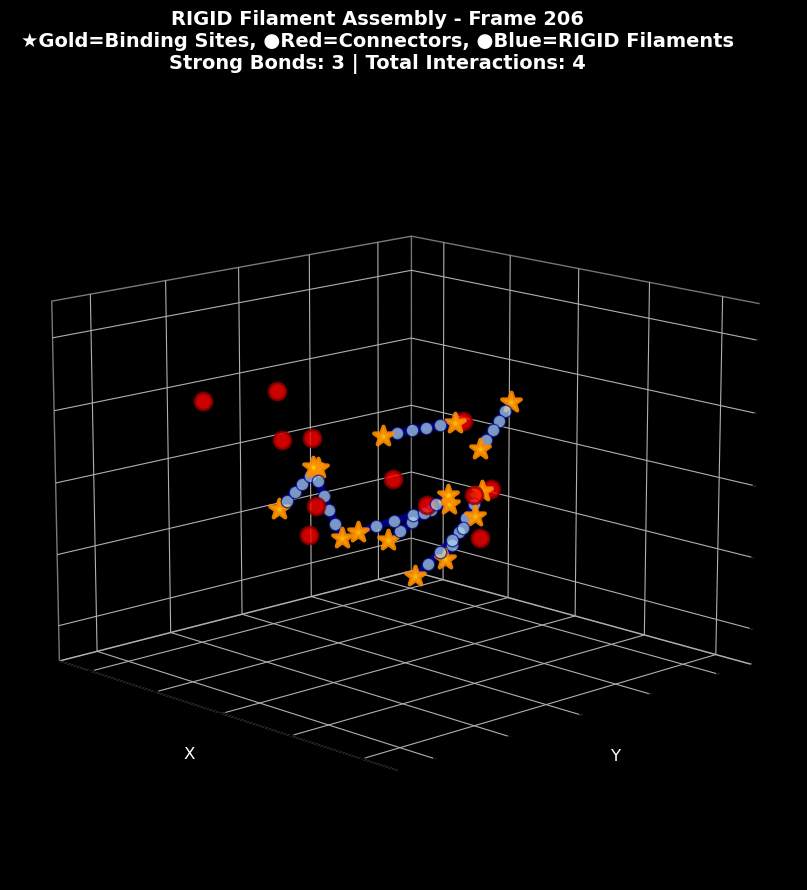 RIGID Filament Assembly - Frame 206
★Gold=Binding Sites, ●Red=Connectors, ●Blue=RIGID Filaments
Strong Bonds: 3 | Total Interactions: 4
X
Y